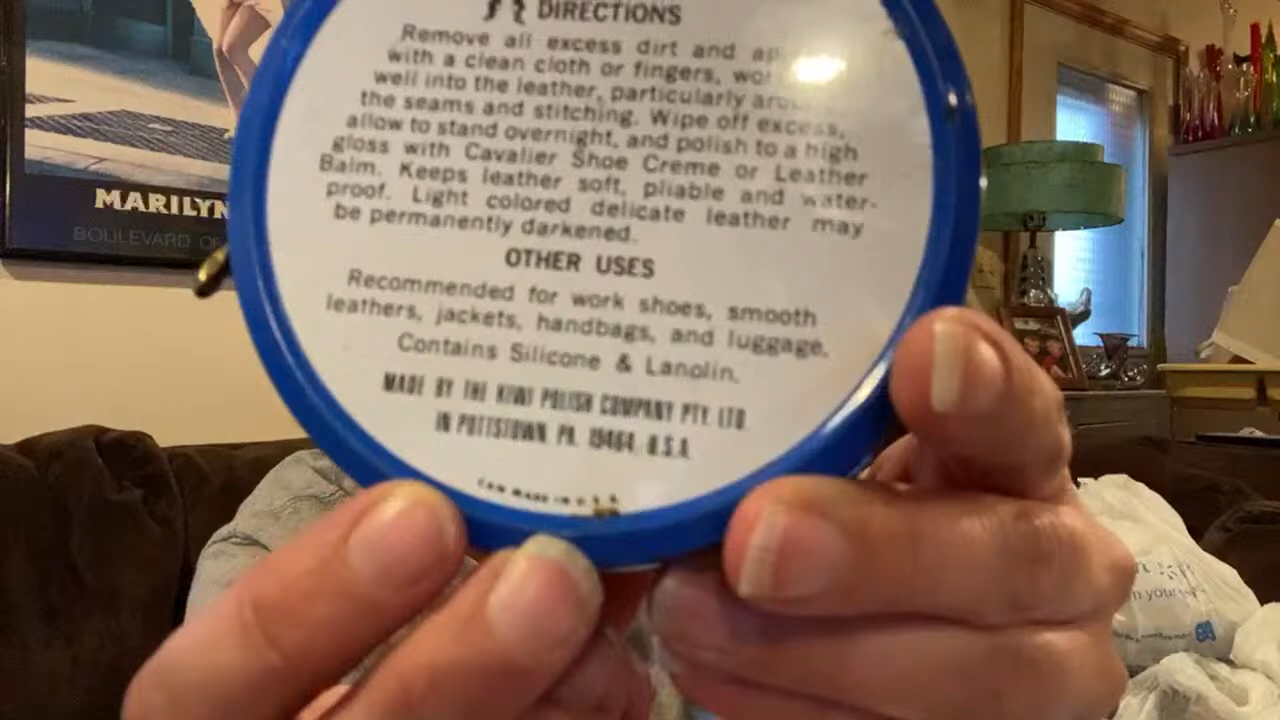 DIRECTIONS
Remove all excess dirt and
with a clean cloth or fingers,
well into the leather, particularly
the seams and stitching. Wipe off excess,
allow to stand overnight, and polish to a high
gloss with Cavalier Shoe Creme or Leather
Balm. Keeps leather soft, pliable and water-
proof. Light colored delicate leather may
be permanently darkened.
OTHER USES
Recommended for work shoes, smooth
leathers, jackets, handbags, and luggage.
Contains Silicone & Lanolin.
MADE BY THE KIWI POLISH COMPANY PTY. LTD.
IN POTTSTOWN, PA. 19464. U.S.A.
CAN MADE IN U.S.A.
MARILYN
BOULEVARD